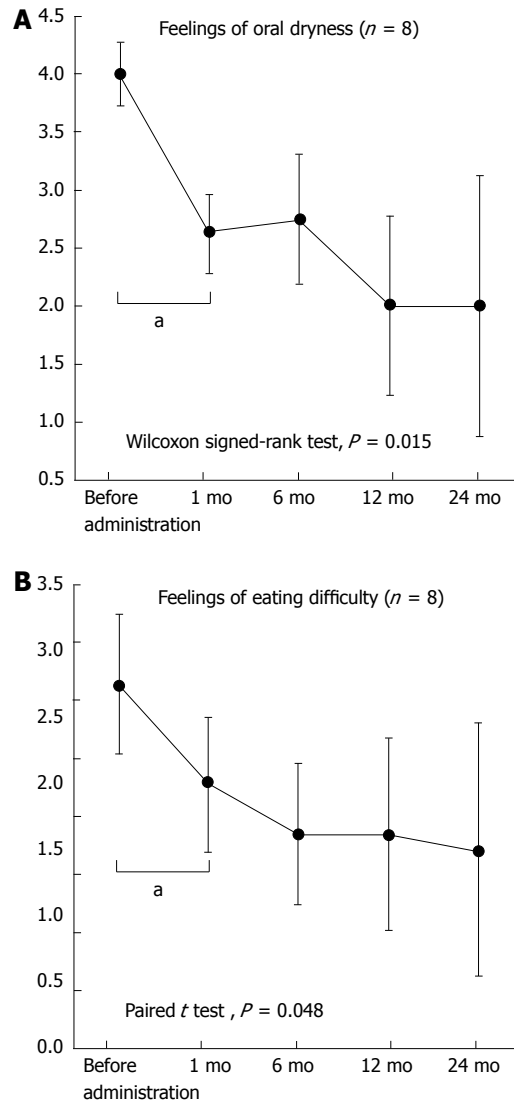 A
Feelings of oral dryness (n = 8)
4.5
4.0
3.5
3.0
2.5
2.0
1.5
1.0
0.5
a
Wilcoxon signed-rank test, P = 0.015
Before administration
1 mo
6 mo
12 mo
24 mo
B
Feelings of eating difficulty (n = 8)
3.5
3.0
2.5
2.0
1.5
1.0
0.5
0.0
a
Paired t test , P = 0.048
Before administration
1 mo
6 mo
12 mo
24 mo